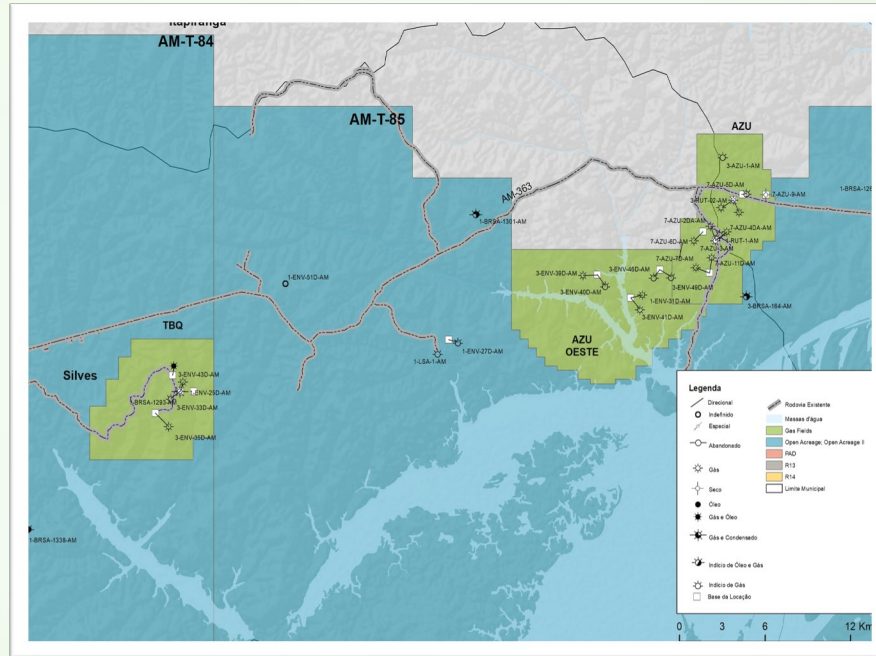 Itapiranga
AM-T-84
AM-T-85
AM-363
AZU
3-AZU-1-AM
7-AZU-5D-AM
7-AZU-9-AM
1-BRSA-126
3-RUT-02-AM
7-AZU-2DA-AM
7-AZU-4DA-AM
7-AZU-6D-AM
1-RUT-1-AM
7-AZU-3-AM
7-AZU-7D-AM
7-AZU-11D-AM
1-BRSA-1301-AM
3-ENV-39D-AM
3-ENV-46D-AM
3-ENV-40D-AM
3-ENV-49D-AM
1-ENV-31D-AM
3-ENV-41D-AM
3-BRSA-164-AM
1-ENV-51D-AM
AZU
OESTE
TBQ
1-ENV-27D-AM
1-LSA-1-AM
Silves
3-ENV-43D-AM
ENV-25D-AM
BRSA-1293-AM
3-ENV-33D-AM
3-ENV-35D-AM
1-BRSA-1338-AM
Legenda
Direcional
Indefinido
Especial
Abandonado
Gás
Seco
Óleo
Gás e Óleo
Gás e Condensado
Indício de Óleo e Gás
Indício de Gás
Base da Locação
Rodovia Existente
Massas d'água
Gas Fields
Open Acreage; Open Acreage II
PAD
R13
R14
Limite Municipal
0 3 6 12 Km